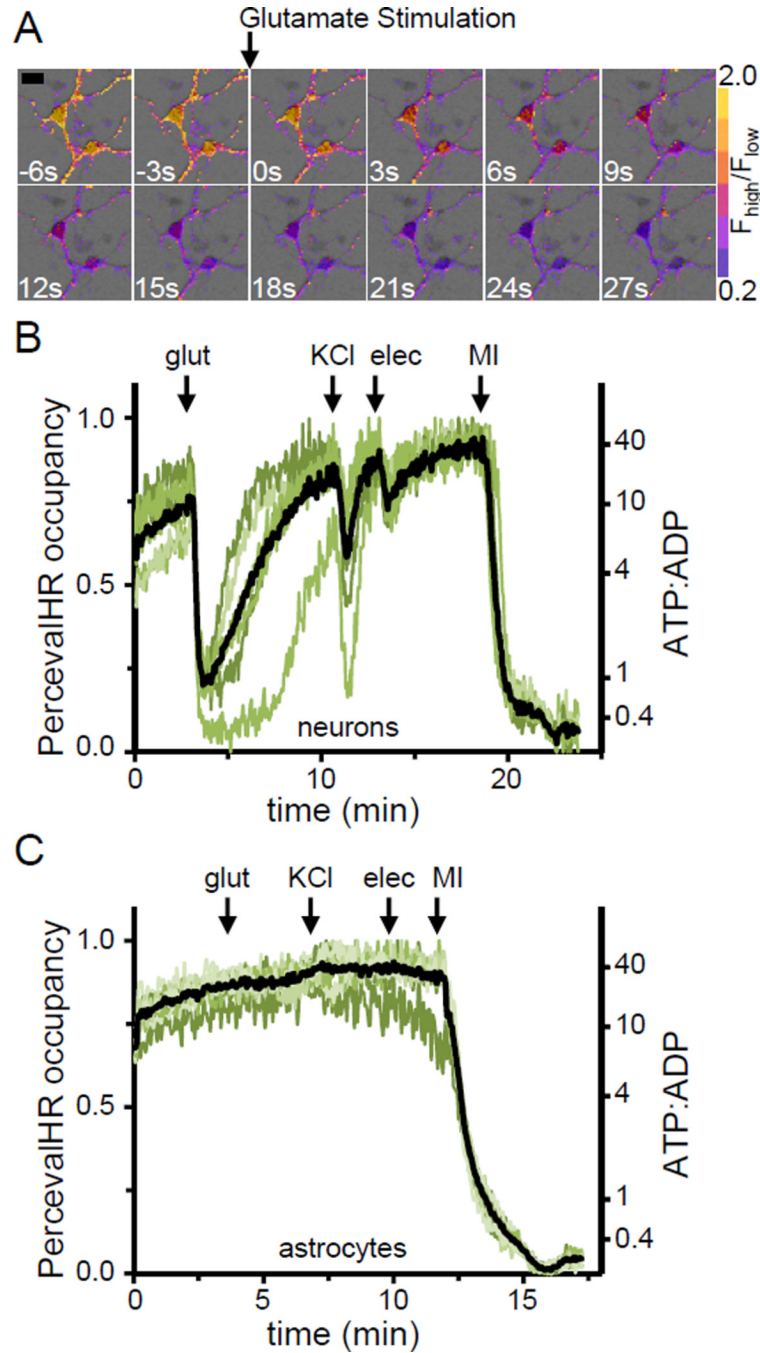 A
Glutamate Stimulation
-6s -3s 0s 3s 6s 9s
12s 15s 18s 21s 24s 27s
2.0
Fhigh/Flow
0.2
B
glut KCl elec MI
1.0
0.5
0.0
PercevalHR occupancy
40
10
4
1
0.4
ATP:ADP
neurons
0 10 20
time (min)
C
glut KCl elec MI
1.0
0.5
0.0
PercevalHR occupancy
40
10
4
1
0.4
ATP:ADP
astrocytes
0 5 10 15
time (min)